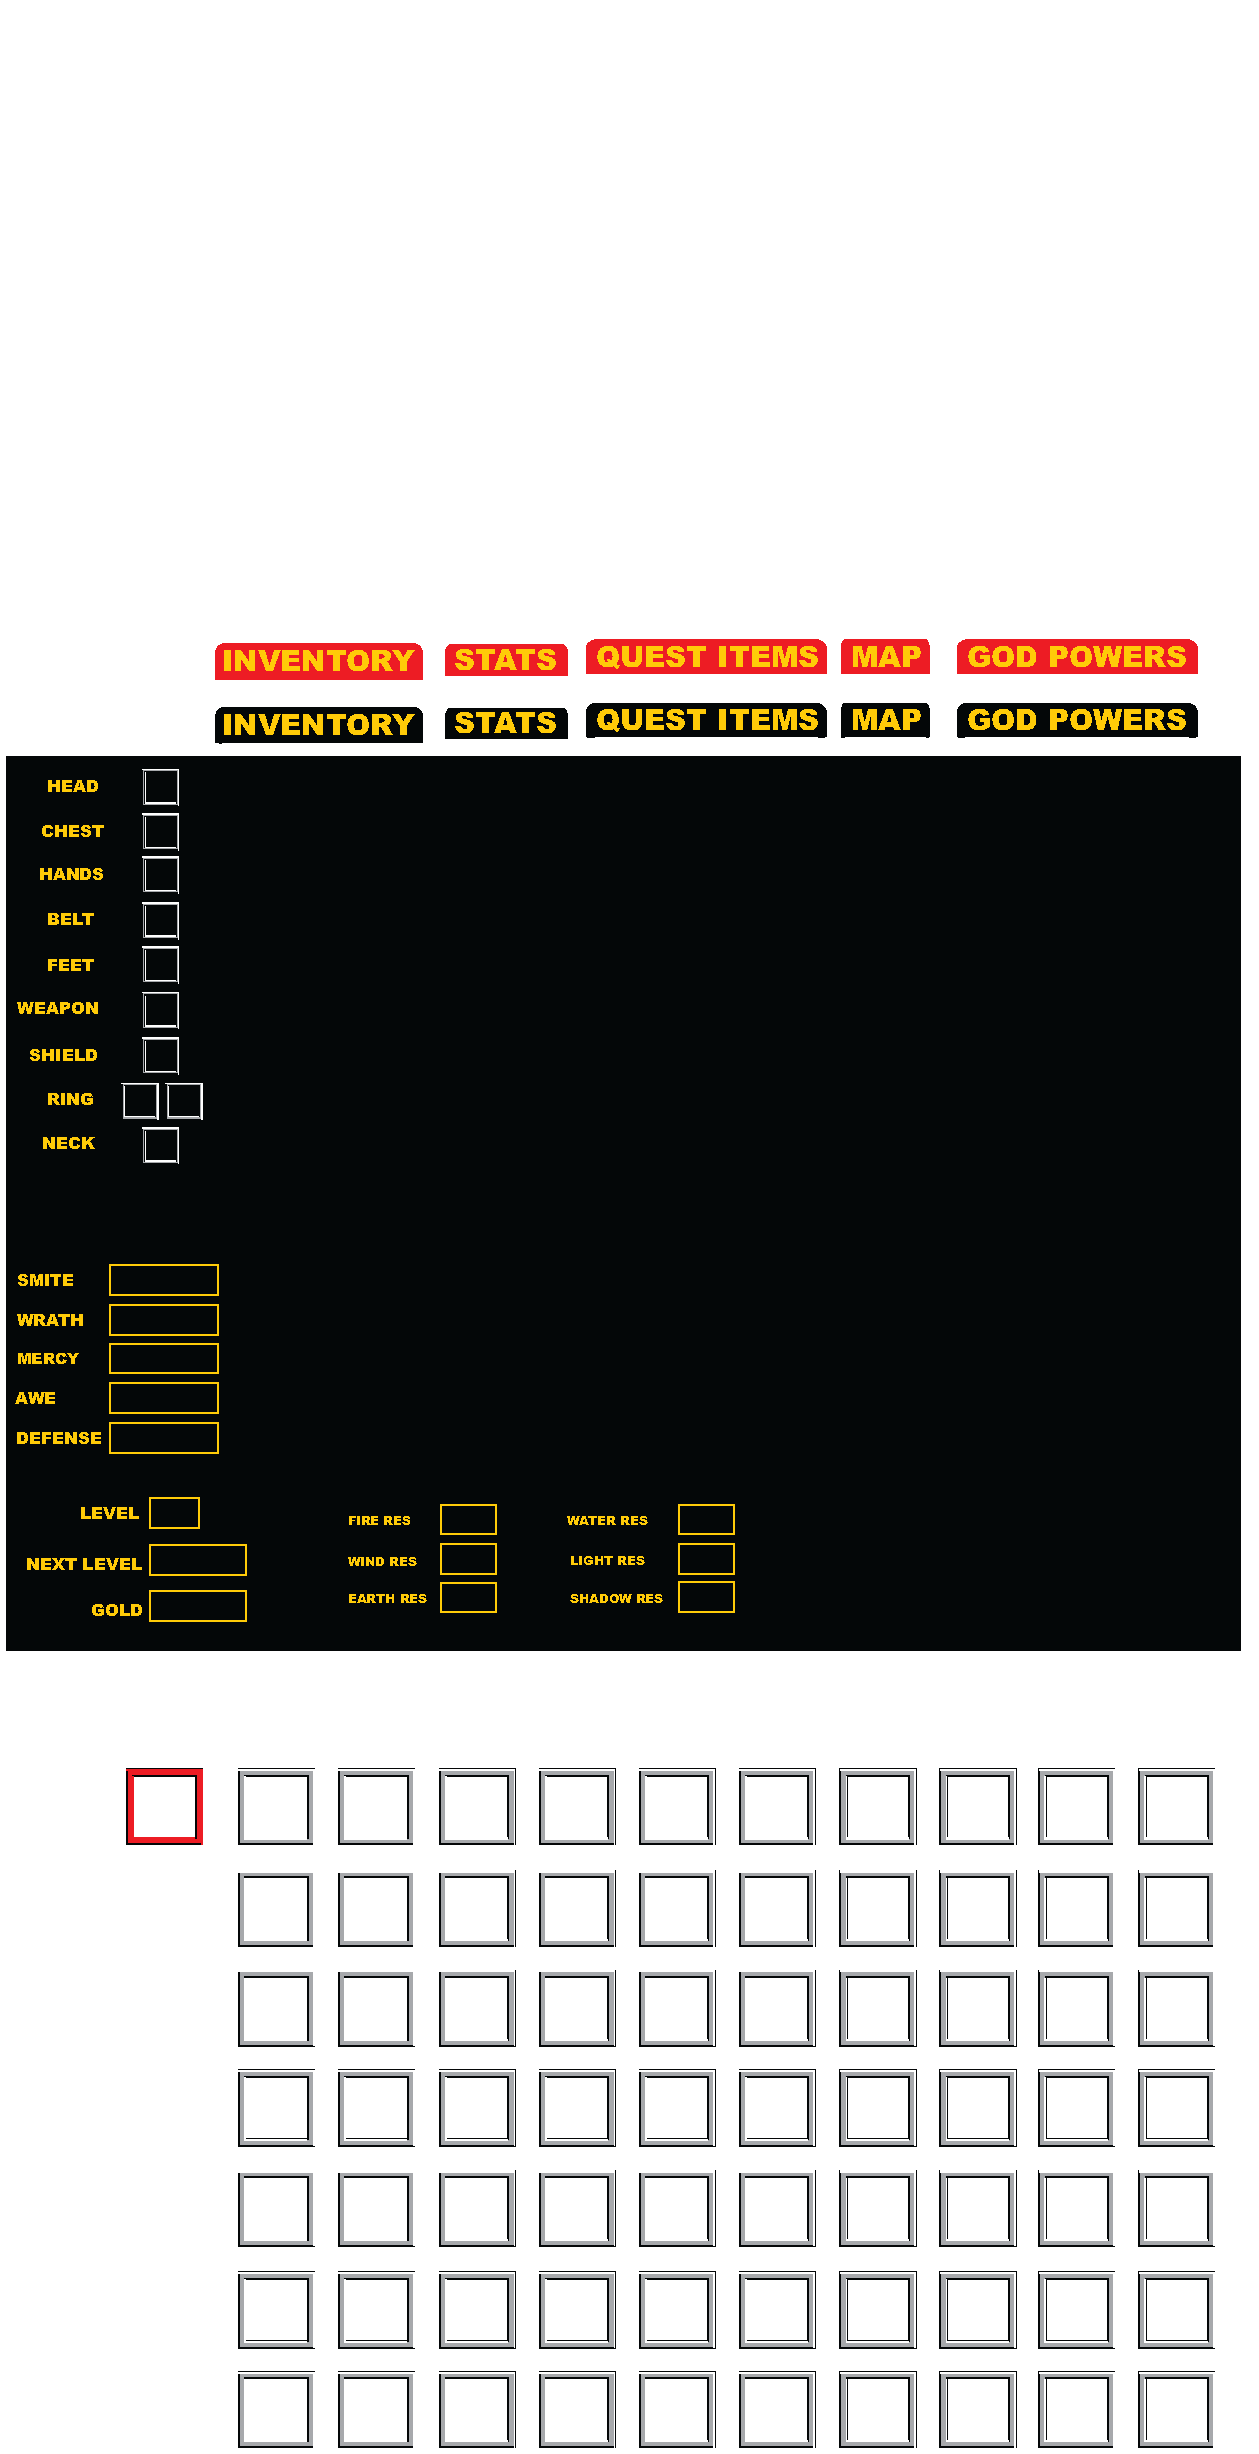 INVENTORY STATS QUEST ITEMS MAP GOD POWERS
INVENTORY STATS QUEST ITEMS MAP GOD POWERS
HEAD
CHEST
HANDS
BELT
FEET
WEAPON
SHIELD
RING
NECK
SMITE
WRATH
MERCY
AWE
DEFENSE
LEVEL
NEXT LEVEL
GOLD
FIRE RES
WIND RES
EARTH RES
WATER RES
LIGHT RES
SHADOW RES